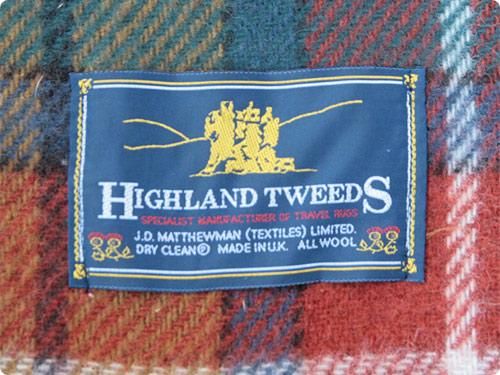 HIGHLAND TWEEDS
SPECIALIST MANUFACTURER OF TRAVEL RUGS
J.D. MATTHEWMAN (TEXTILES) LIMITED.
DRY CLEAN® MADE IN U.K. ALL WOOL